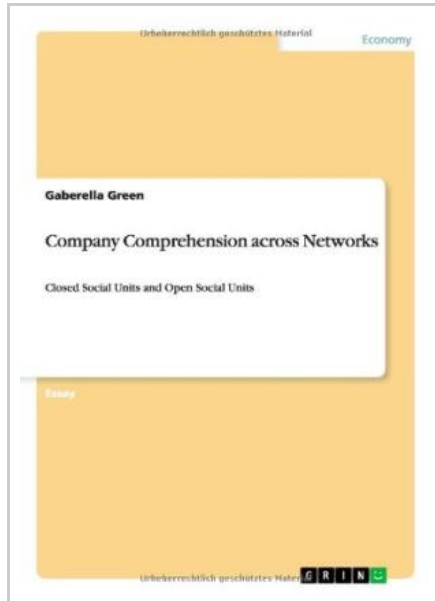 Urheberrechtlich geschütztes Material
Economy
Gaberella Green
Company Comprehension across Networks
Closed Social Units and Open Social Units
Essay
Urheberrechtlich geschütztes Mater
GRIN